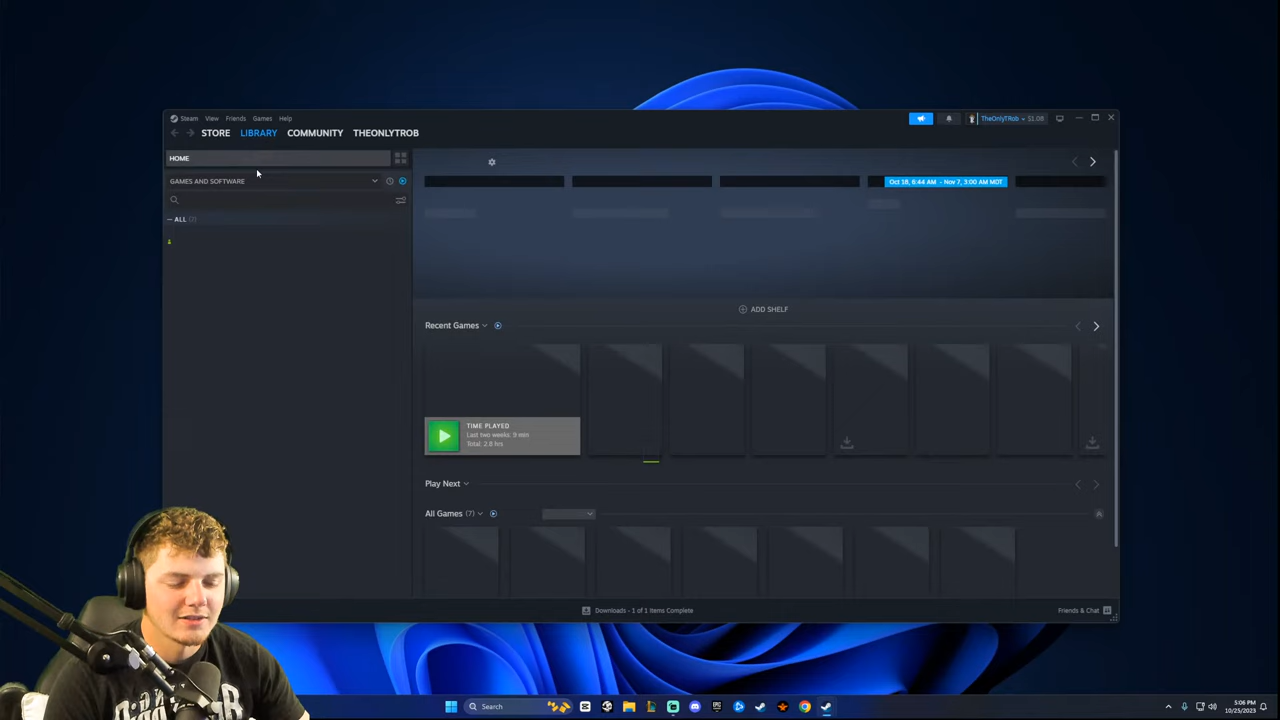 Steam View Friends Games Help
TheOnlyTRob $1.08
STORE LIBRARY COMMUNITY THEONLYTROB
HOME
GAMES AND SOFTWARE
ALL (7)
Oct 18, 6:44 AM - Nov 7, 3:00 AM MDT
ADD SHELF
Recent Games
TIME PLAYED
Last two weeks: 9 min
Total: 2.8 hrs
Play Next
All Games (7)
Downloads - 1 of 1 Items Complete
Friends & Chat
Search
5:06 PM
10/25/2023